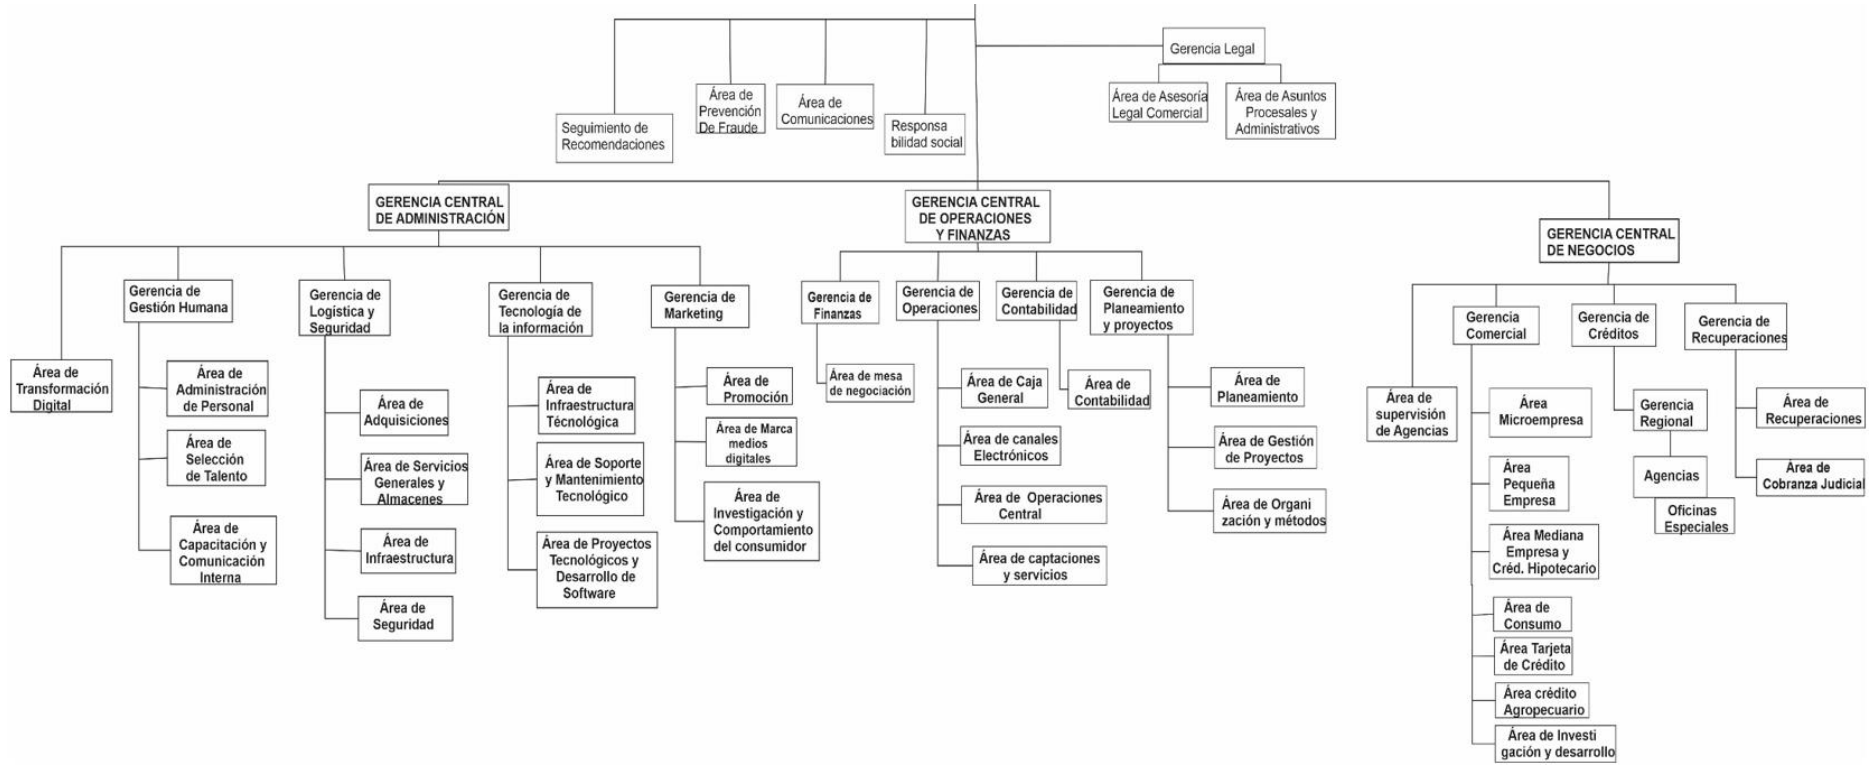 Gerencia Legal
Seguimiento de
Recomendaciones
Área de
Prevención
De Fraude
Área de
Comunicaciones
Responsa
bilidad social
Área de Asesoría
Legal Comercial
Área de Asuntos
Procesales y
Administrativos
GERENCIA CENTRAL
DE ADMINISTRACIÓN
GERENCIA CENTRAL
DE OPERACIONES
Y FINANZAS
GERENCIA CENTRAL
DE NEGOCIOS
Área de
Transformación
Digital
Gerencia de
Gestión Humana
Área de
Administración
de Personal
Área de
Selección
de Talento
Área de
Capacitación y
Comunicación
Interna
Gerencia de
Logística y
Seguridad
Área de
Adquisiciones
Área de Servicios
Generales y
Almacenes
Área de
Infraestructura
Área de
Seguridad
Gerencia de
Tecnología de
la información
Área de
Infraestructura
Técnológica
Área de Soporte
y Mantenimiento
Tecnológico
Área de Proyectos
Tecnológicos y
Desarrollo de
Software
Gerencia de
Marketing
Área de
Promoción
Área de Marca
medios
digitales
Área de
Investigación y
Comportamiento
del consumidor
Gerencia de
Finanzas
Área de mesa
de negociación
Gerencia de
Operaciones
Área de Caja
General
Área de canales
Electrónicos
Área de Operaciones
Central
Área de captaciones
y servicios
Gerencia de
Contabilidad
Área de
Contabilidad
Gerencia de
Planeamiento
y proyectos
Área de
Planeamiento
Área de Gestión
de Proyectos
Área de Organi
zación y métodos
Área de
supervisión
de Agencias
Gerencia
Comercial
Área
Microempresa
Área
Pequeña
Empresa
Área Mediana
Empresa y
Créd. Hipotecario
Área de
Consumo
Área Tarjeta
de Crédito
Área crédito
Agropecuario
Área de Investi
gación y desarrollo
Gerencia de
Créditos
Gerencia
Regional
Agencias
Oficinas
Especiales
Gerencia de
Recuperaciones
Área de
Recuperaciones
Área de
Cobranza Judicial